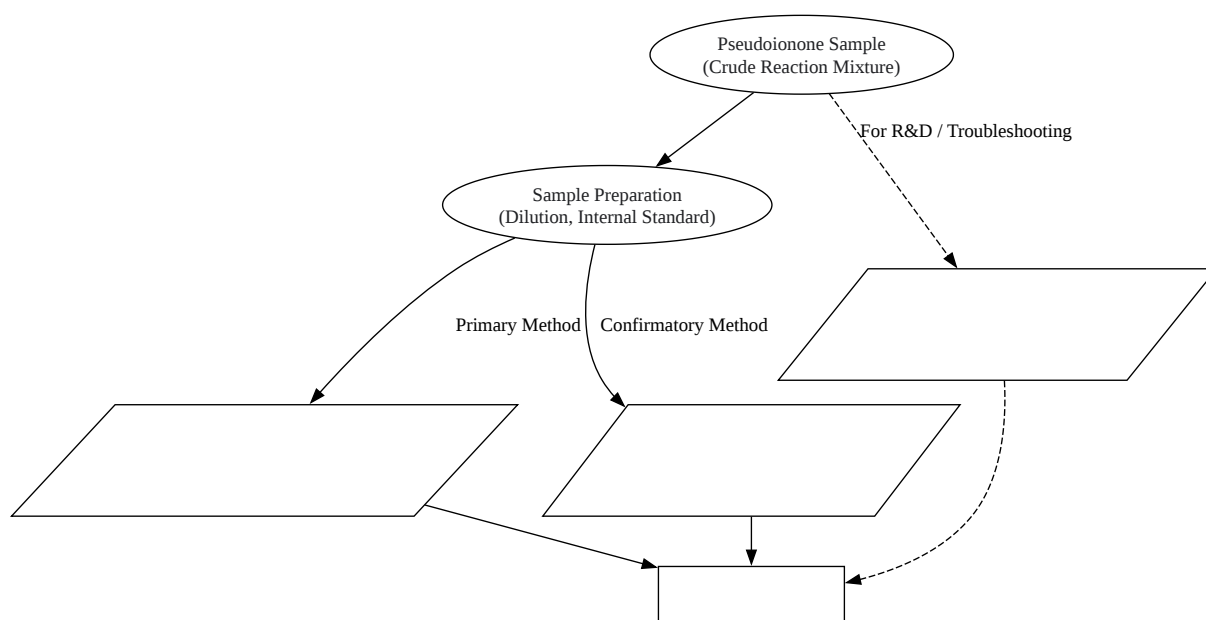 Pseudoionone Sample
(Crude Reaction Mixture)
For R&D / Troubleshooting
Sample Preparation
(Dilution, Internal Standard)
Primary Method
Confirmatory Method